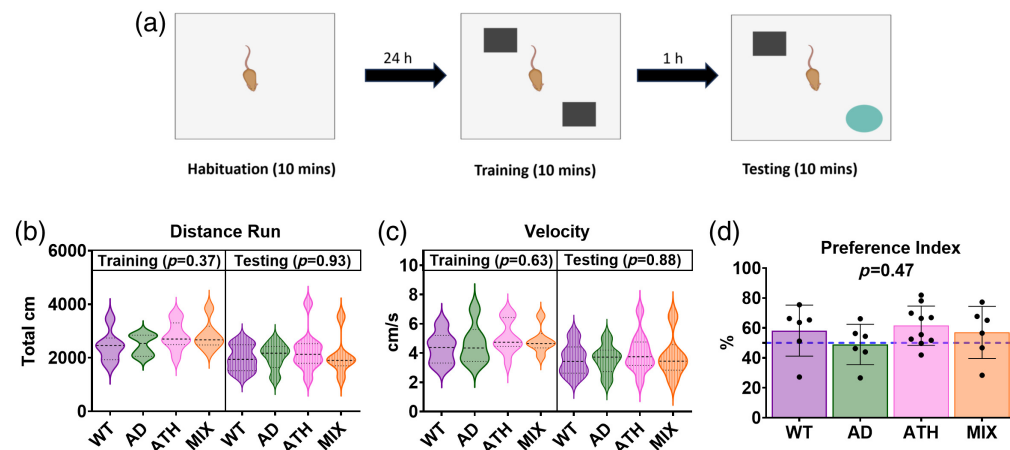 (a)
24 h
1 h
Habituation (10 mins)
Training (10 mins)
Testing (10 mins)
(b)
Distance Run
Training (p=0.37)
Testing (p=0.93)
Total cm
6000
4000
2000
0
WT
AD
ATH
MIX
WT
AD
ATH
MIX
(c)
Velocity
Training (p=0.63)
Testing (p=0.88)
cm/s
10
8
6
4
2
0
WT
AD
ATH
MIX
WT
AD
ATH
MIX
(d)
Preference Index
p=0.47
%
100
80
60
40
20
0
WT
AD
ATH
MIX